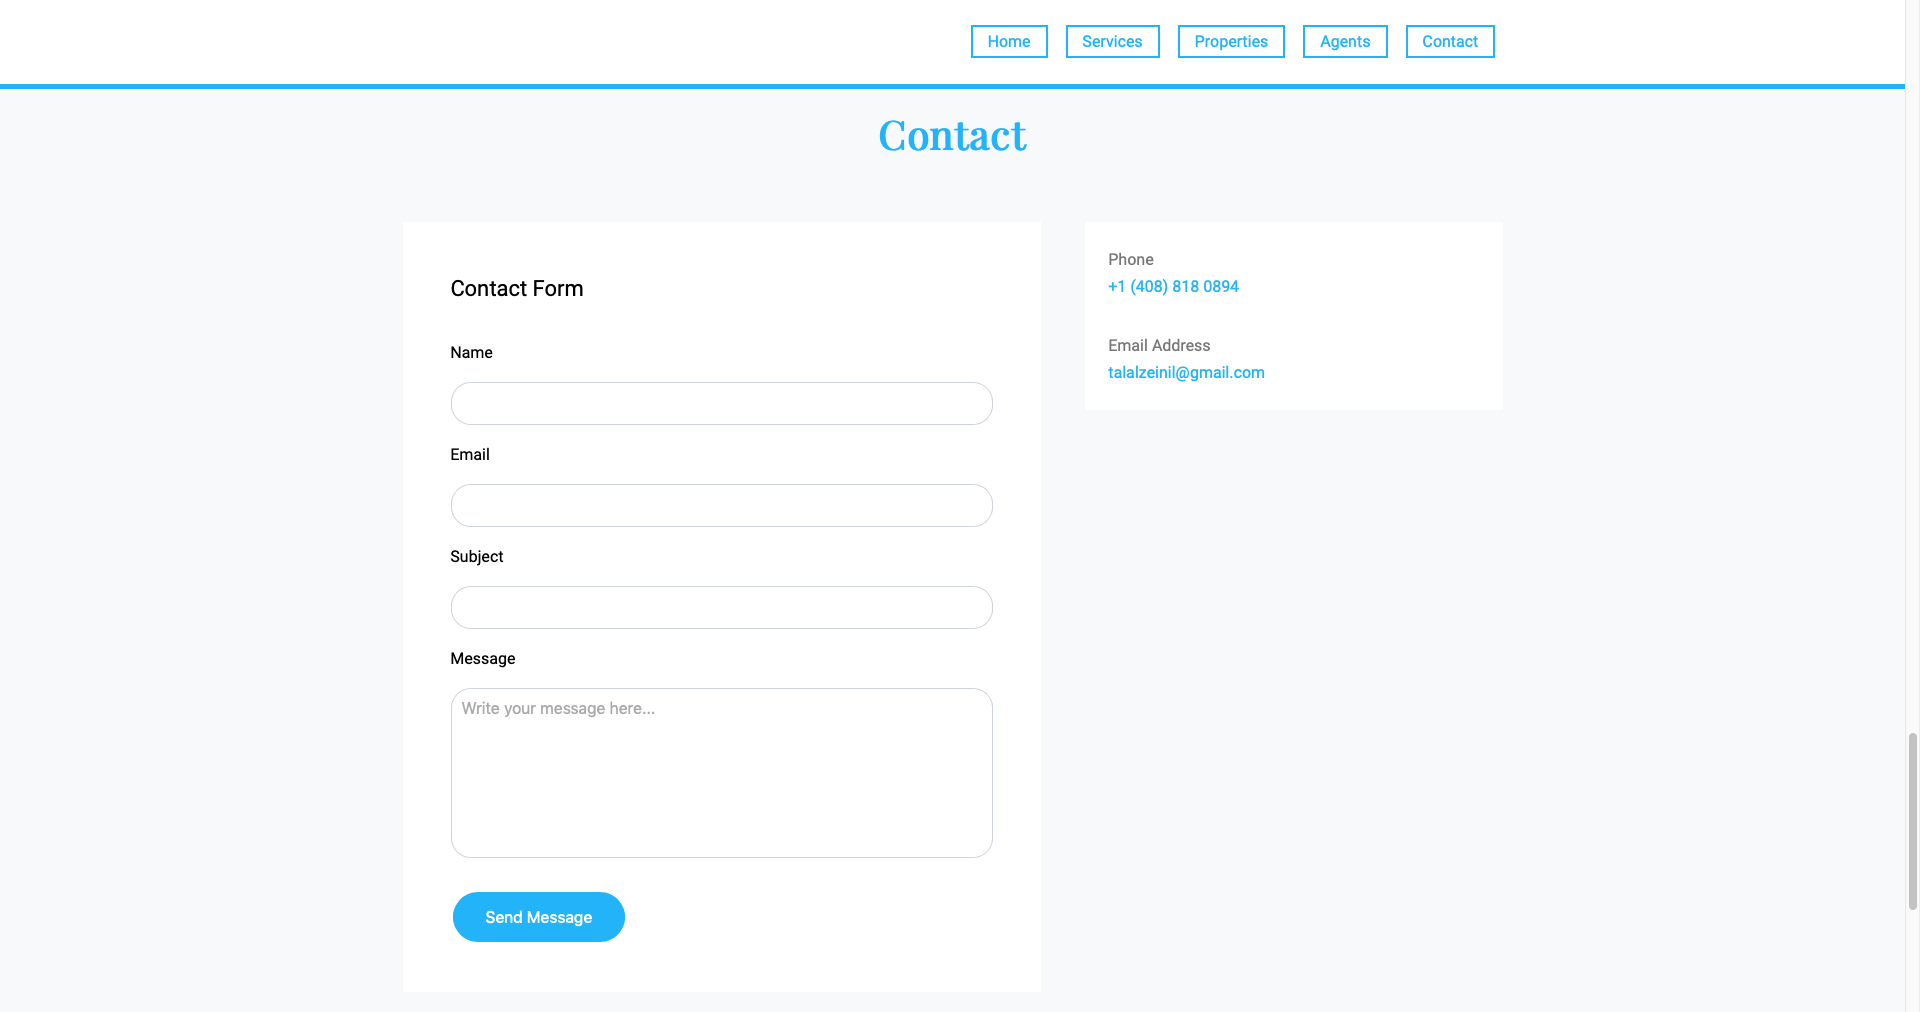 Home Services Properties Agents Contact
Contact
Contact Form
Name
Email
Subject
Message
Write your message here...
Send Message
Phone
+1 (408) 818 0894
Email Address
talalzeinil@gmail.com